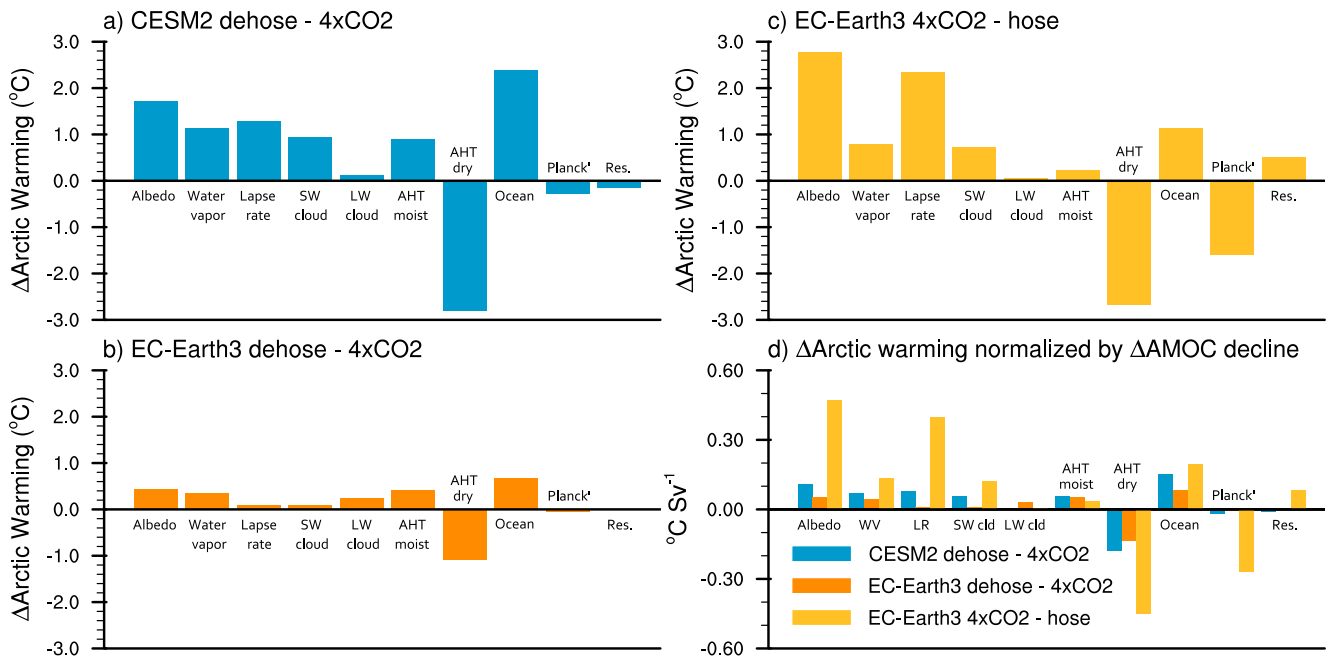 a) CESM2 dehose - 4xCO2
ΔArctic Warming (°C)
3.0
2.0
1.0
0.0
-1.0
-2.0
-3.0
Albedo
Water
vapor
Lapse
rate
SW
cloud
LW
cloud
AHT
moist
AHT
dry
Ocean
Planck'
Res.
c) EC-Earth3 4xCO2 - hose
ΔArctic Warming (°C)
3.0
2.0
1.0
0.0
-1.0
-2.0
-3.0
Albedo
Water
vapor
Lapse
rate
SW
cloud
LW
cloud
AHT
moist
AHT
dry
Ocean
Planck'
Res.
b) EC-Earth3 dehose - 4xCO2
ΔArctic Warming (°C)
3.0
2.0
1.0
0.0
-1.0
-2.0
-3.0
Albedo
Water
vapor
Lapse
rate
SW
cloud
LW
cloud
AHT
moist
AHT
dry
Ocean
Planck'
Res.
d) ΔArctic warming normalized by ΔAMOC decline
°C Sv⁻¹
0.60
0.30
0.00
-0.30
-0.60
Albedo
WV
LR
SW cld
LW cld
AHT
moist
AHT
dry
Ocean
Planck'
Res.
CESM2 dehose - 4xCO2
EC-Earth3 dehose - 4xCO2
EC-Earth3 4xCO2 - hose